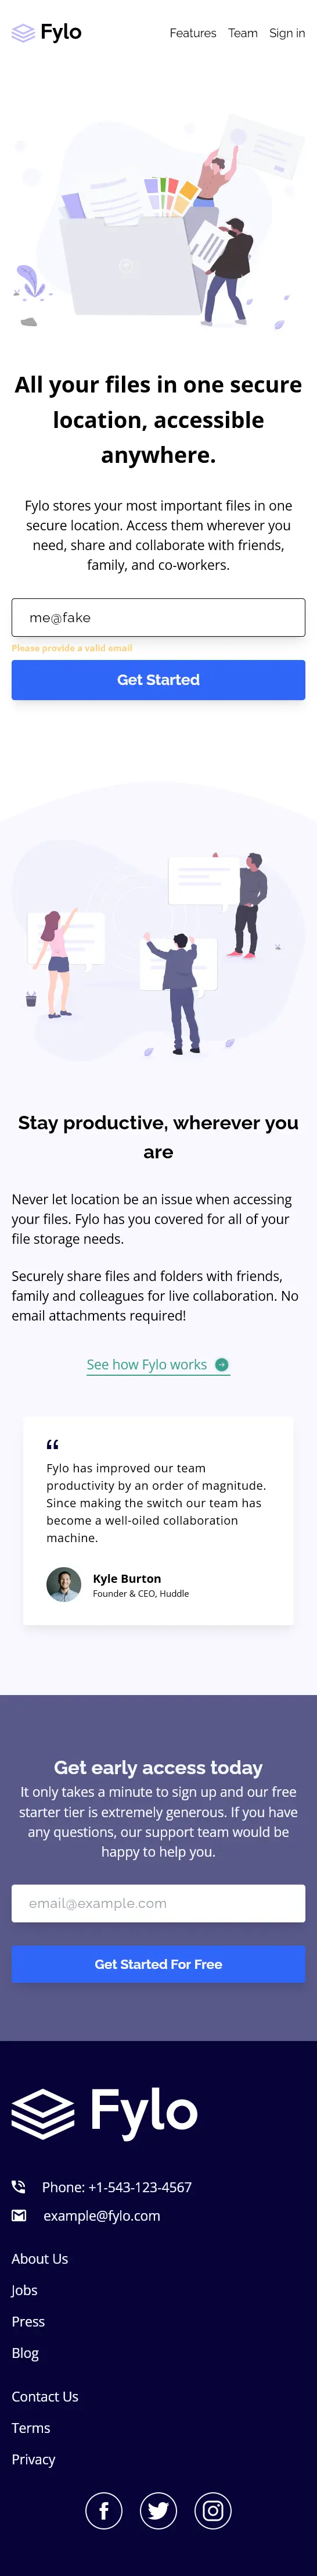 Fylo
Features Team Sign in
All your files in one secure
location, accessible
anywhere.
Fylo stores your most important files in one
secure location. Access them wherever you
need, share and collaborate with friends,
family, and co-workers.
me@fake
Please provide a valid email
Get Started
Stay productive, wherever you
are
Never let location be an issue when accessing
your files. Fylo has you covered for all of your
file storage needs.
Securely share files and folders with friends,
family and colleagues for live collaboration. No
email attachments required!
See how Fylo works
“
Fylo has improved our team
productivity by an order of magnitude.
Since making the switch our team has
become a well-oiled collaboration
machine.
Kyle Burton
Founder & CEO, Huddle
Get early access today
It only takes a minute to sign up and our free
starter tier is extremely generous. If you have
any questions, our support team would be
happy to help you.
email@example.com
Get Started For Free
Fylo
Phone: +1-543-123-4567
example@fylo.com
About Us
Jobs
Press
Blog
Contact Us
Terms
Privacy